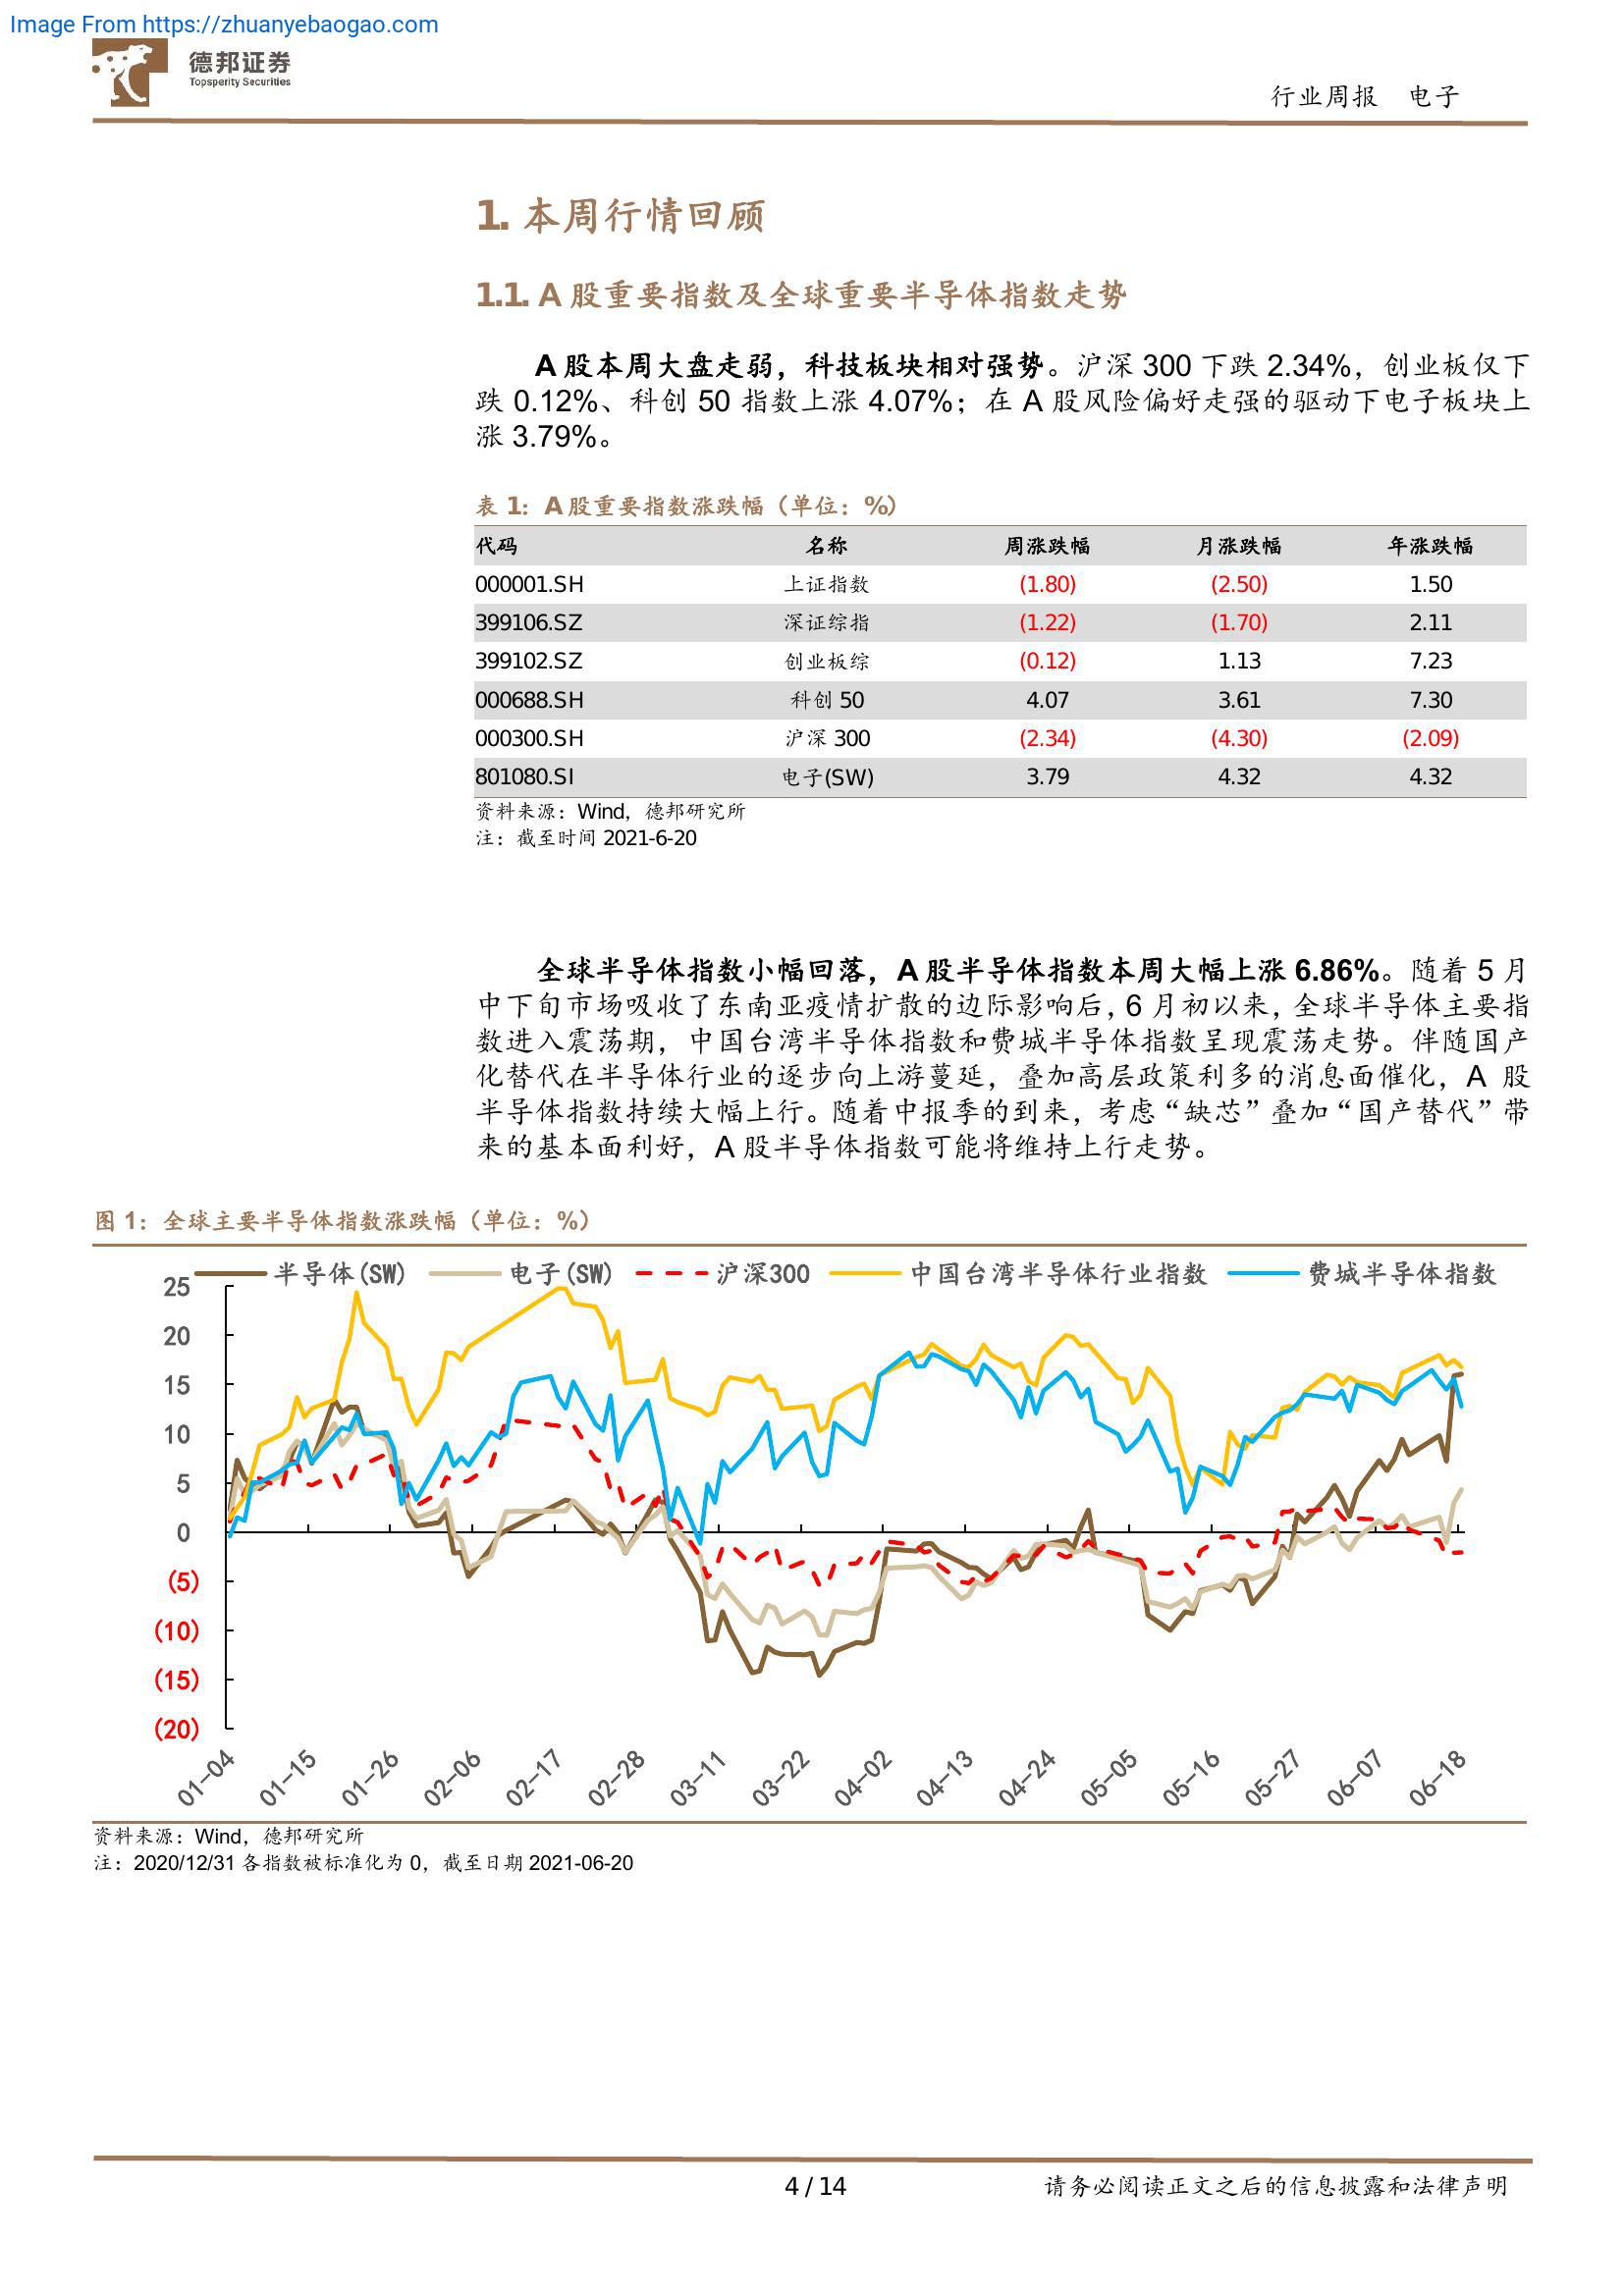 Image From https://zhuanyebaogao.com
德邦证券
Topsperity Securities
行业周报 电子
1. 本周行情回顾
1.1. A 股重要指数及全球重要半导体指数走势
A 股本周大盘走弱，科技板块相对强势。沪深 300 下跌 2.34%，创业板仅下
跌 0.12%、科创 50 指数上涨 4.07%；在 A 股风险偏好走强的驱动下电子板块上
涨 3.79%。
表 1：A 股重要指数涨跌幅（单位：%）
代码 名称 周涨跌幅 月涨跌幅 年涨跌幅
000001.SH 上证指数 (1.80) (2.50) 1.50
399106.SZ 深证综指 (1.22) (1.70) 2.11
399102.SZ 创业板综 (0.12) 1.13 7.23
000688.SH 科创 50 4.07 3.61 7.30
000300.SH 沪深 300 (2.34) (4.30) (2.09)
801080.SI 电子(SW) 3.79 4.32 4.32
资料来源：Wind，德邦研究所
注：截至时间 2021-6-20
全球半导体指数小幅回落，A 股半导体指数本周大幅上涨 6.86%。随着 5 月
中下旬市场吸收了东南亚疫情扩散的边际影响后，6 月初以来，全球半导体主要指
数进入震荡期，中国台湾半导体指数和费城半导体指数呈现震荡走势。伴随国产
化替代在半导体行业的逐步向上游蔓延，叠加高层政策利多的消息面催化，A 股
半导体指数持续大幅上行。随着中报季的到来，考虑“缺芯”叠加“国产替代”带
来的基本面利好，A 股半导体指数可能将维持上行走势。
图 1：全球主要半导体指数涨跌幅（单位：%）
半导体(SW) 电子(SW) 沪深300 中国台湾半导体行业指数 费城半导体指数
25
20
15
10
5
0
(5)
(10)
(15)
(20)
01-04 01-15 01-26 02-06 02-17 02-28 03-11 03-22 04-02 04-13 04-24 05-05 05-16 05-27 06-07 06-18
资料来源：Wind，德邦研究所
注：2020/12/31 各指数被标准化为 0，截至日期 2021-06-20
4 / 14 请务必阅读正文之后的信息披露和法律声明